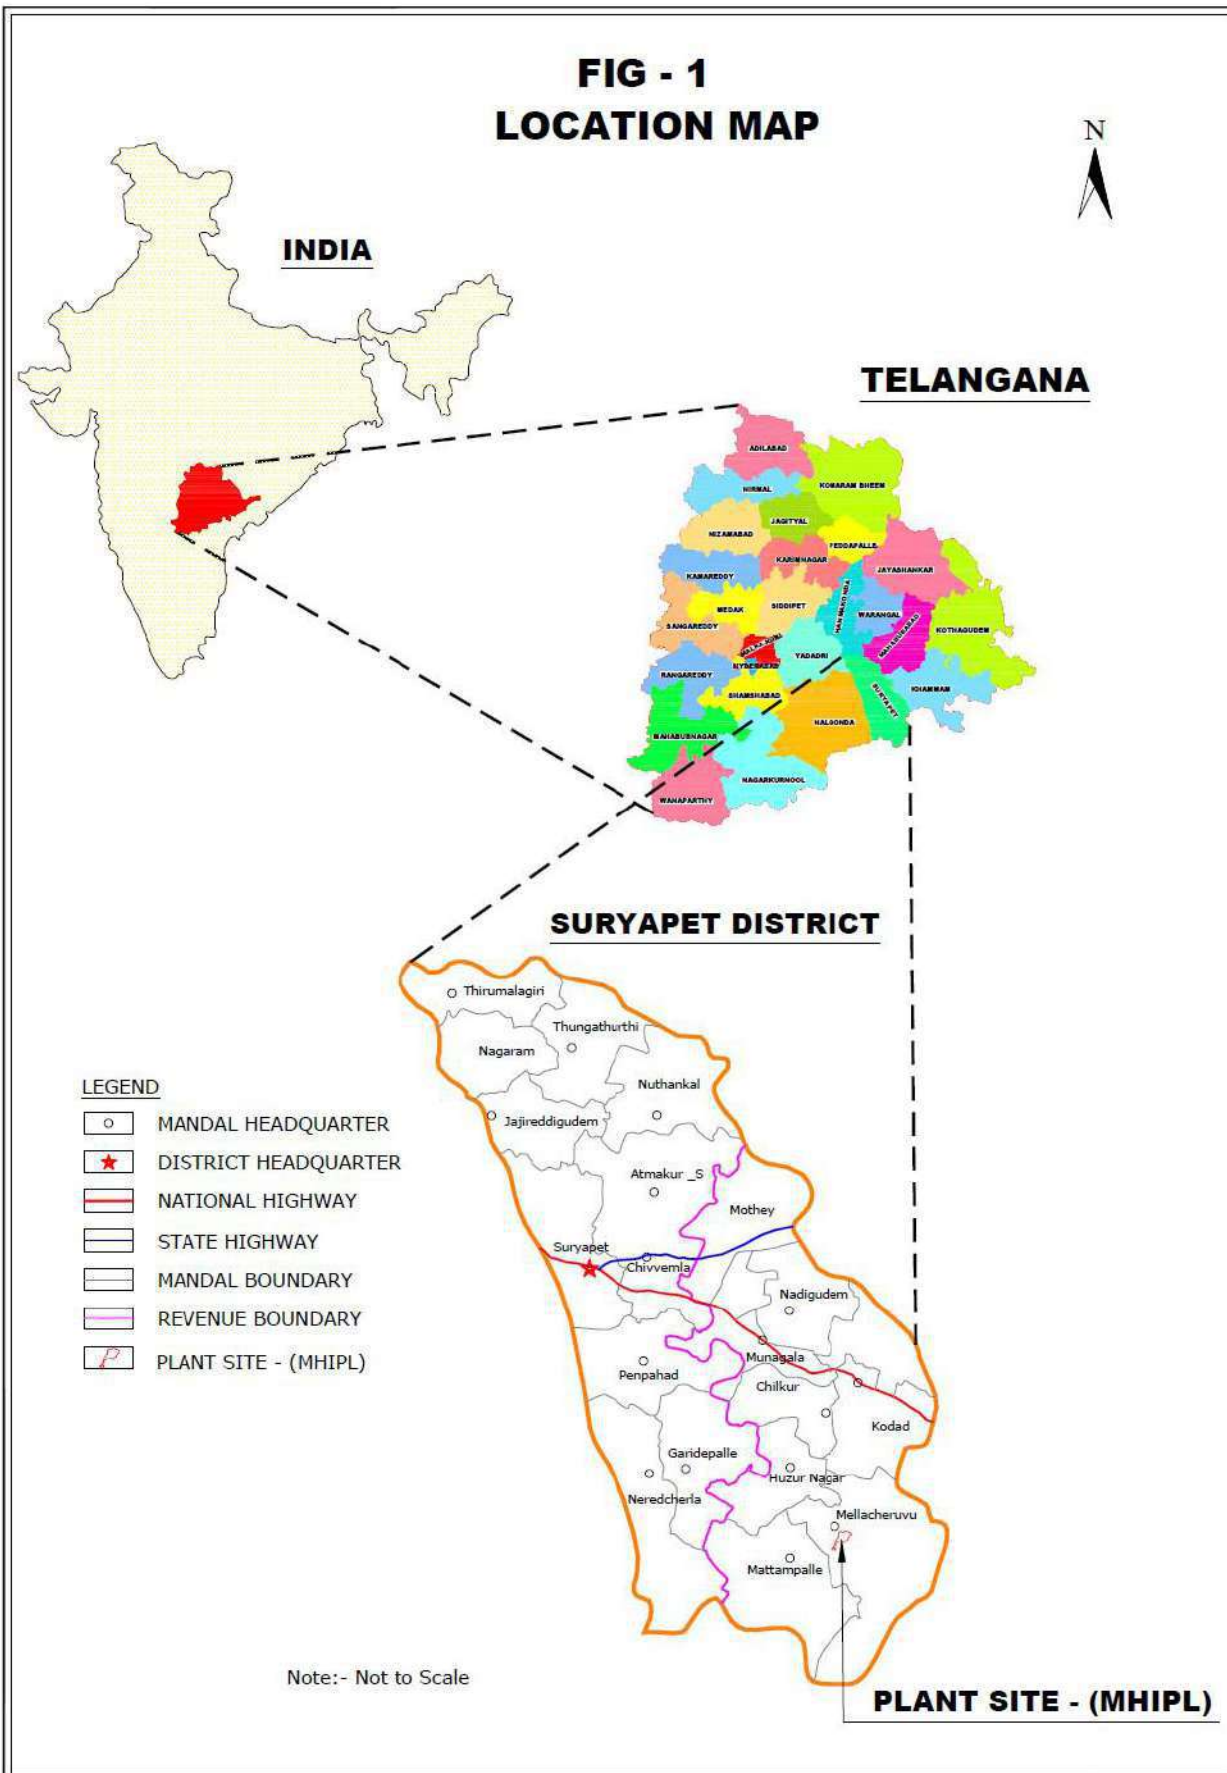 FIG - 1
LOCATION MAP
N
INDIA
TELANGANA
ADILABAD
KOMARAM BHEEM
NIRMAL
JAGITYAL
NIZAMABAD
PEDDAPALLE
KARIMNAGAR
JAYASHANKAR
KAMAREDDY
HANMAKONDA
SIDDIPET
MEDAK
WARANGAL
MAHABUBABAD
KOTHAGUDEM
SANGAREDDY
YADADRI
HYDERABAD
RANGAREDDY
SURYAPET
KHAMMAM
SHAMSHABAD
NALGONDA
MAHABUBNAGAR
NAGARKURNOOL
WANAPARTHY
SURYAPET DISTRICT
Thirumalagiri
Thungathurthi
Nagaram
Nuthankal
Jajireddigudem
Atmakur _S
Mothey
Suryapet
Chivvemla
Nadigudem
Munagala
Penpahad
Chilkur
Kodad
Garidepalle
Huzur Nagar
Neredcherla
Mellacheruvu
Mattampalle
LEGEND
MANDAL HEADQUARTER
DISTRICT HEADQUARTER
NATIONAL HIGHWAY
STATE HIGHWAY
MANDAL BOUNDARY
REVENUE BOUNDARY
PLANT SITE - (MHIPL)
Note:- Not to Scale
PLANT SITE - (MHIPL)